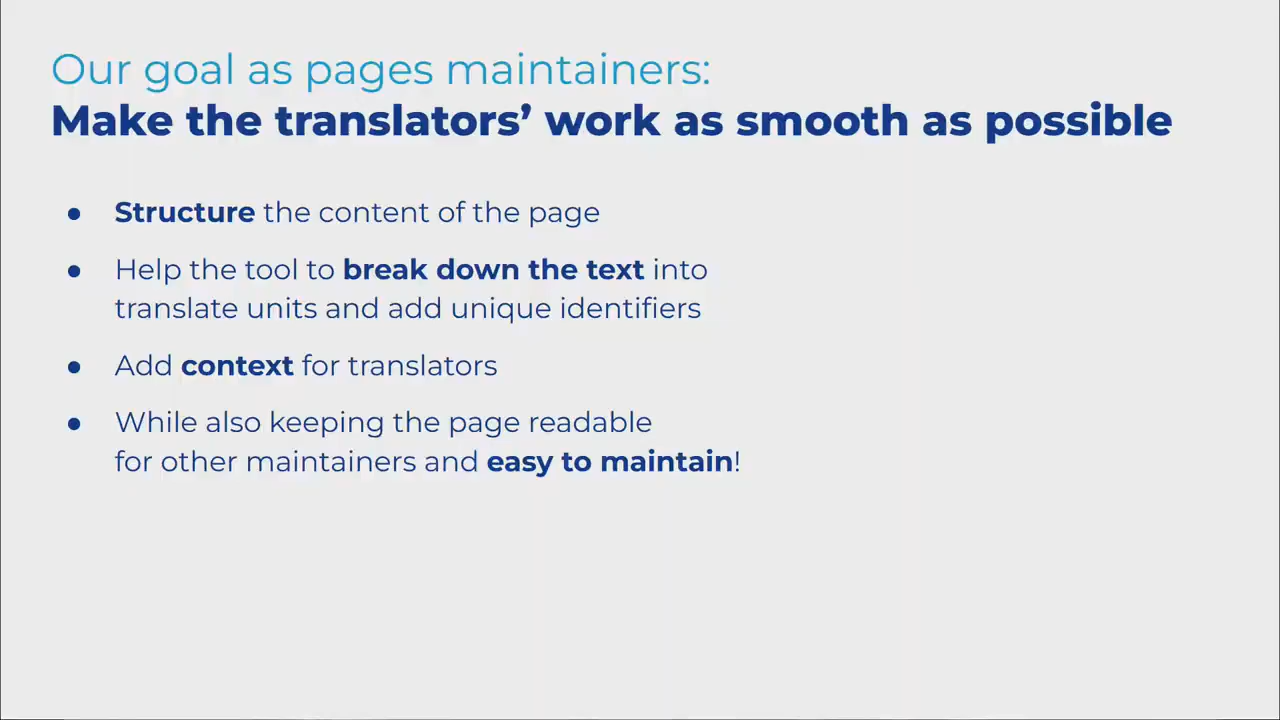 Our goal as pages maintainers:
Make the translators’ work as smooth as possible
● Structure the content of the page
● Help the tool to break down the text into
translate units and add unique identifiers
● Add context for translators
● While also keeping the page readable
for other maintainers and easy to maintain!